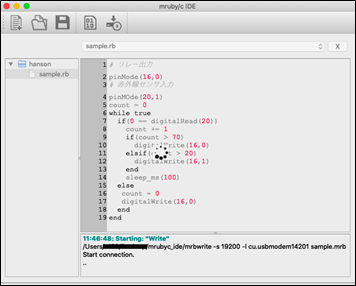 mruby/c IDE
sample.rb
X
hanson
sample.rb
1 # リレー出力
2 pinMode(16,0)
3 # 赤外線センサ入力
4 pinMOde(20,1)
5 count = 0
6 while true
7 if(0 == digitalRead(20))
8 count += 1
9 if(count > 70)
10 digitalWrite(16,0)
11 elsif( > 20)
12 digitalWrite(16,1)
13 end
14 sleep_ms(100)
15 else
16 count = 0
17 digitalWrite(16,0)
18 end
19 end
11:46:48: Starting: "Write"
/Users/ /mrubyc_ide/mrbwrite -s 19200 -l cu.usbmodem14201 sample.mrb
Start connection.
..